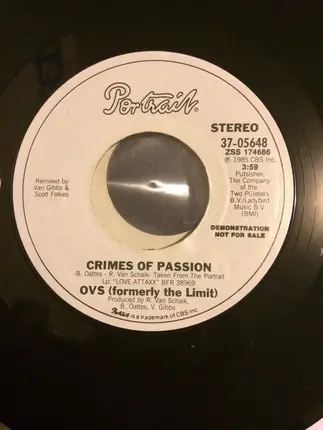 Portrait®
STEREO
37-05648
ZSS 174686
℗ 1985 CBS Inc.
3:59
Publisher:
The Company
of the
Two P(i)eters
B.V./Ladybird
Music B.V
(BMI)
Remixed by
Van Gibbs &
Scott Folkes
DEMONSTRATION
NOT FOR SALE
CRIMES OF PASSION
-B. Oattes - R. Van Schaik- Taken From The Portrait
Lp: "LOVE ATTAXX" BFR 38969
OVS (formerly the Limit)
Produced by R. Van Schaik,
B. Oattes, V. Gibbs
Portrait is a trademark of CBS Inc.